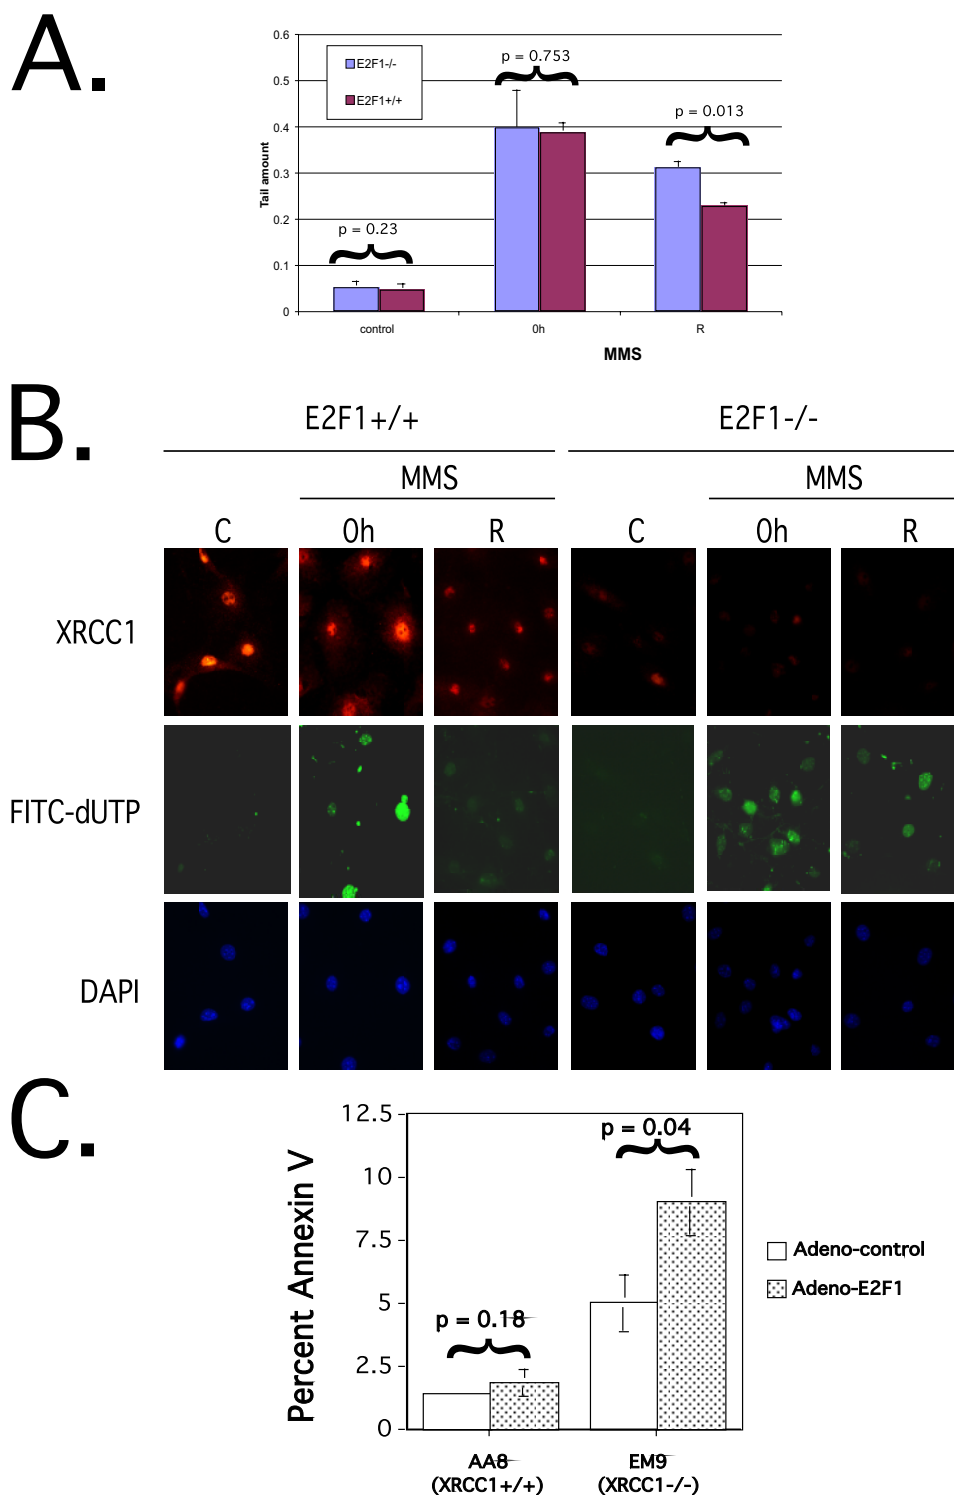 A.
0.6
0.5
0.4
0.3
0.2
0.1
0
Tail amount
E2F1-/-
E2F1+/+
p = 0.23
p = 0.753
p = 0.013
control
0h
R
MMS
B.
E2F1+/+ E2F1-/-
MMS MMS
C 0h R C 0h R
XRCC1
FITC-dUTP
DAPI
C.
12.5
10
7.5
5
2.5
0
Percent Annexin V
p = 0.18
p = 0.04
Adeno-control
Adeno-E2F1
AA8 EM9
(XRCC1+/+) (XRCC1-/-)